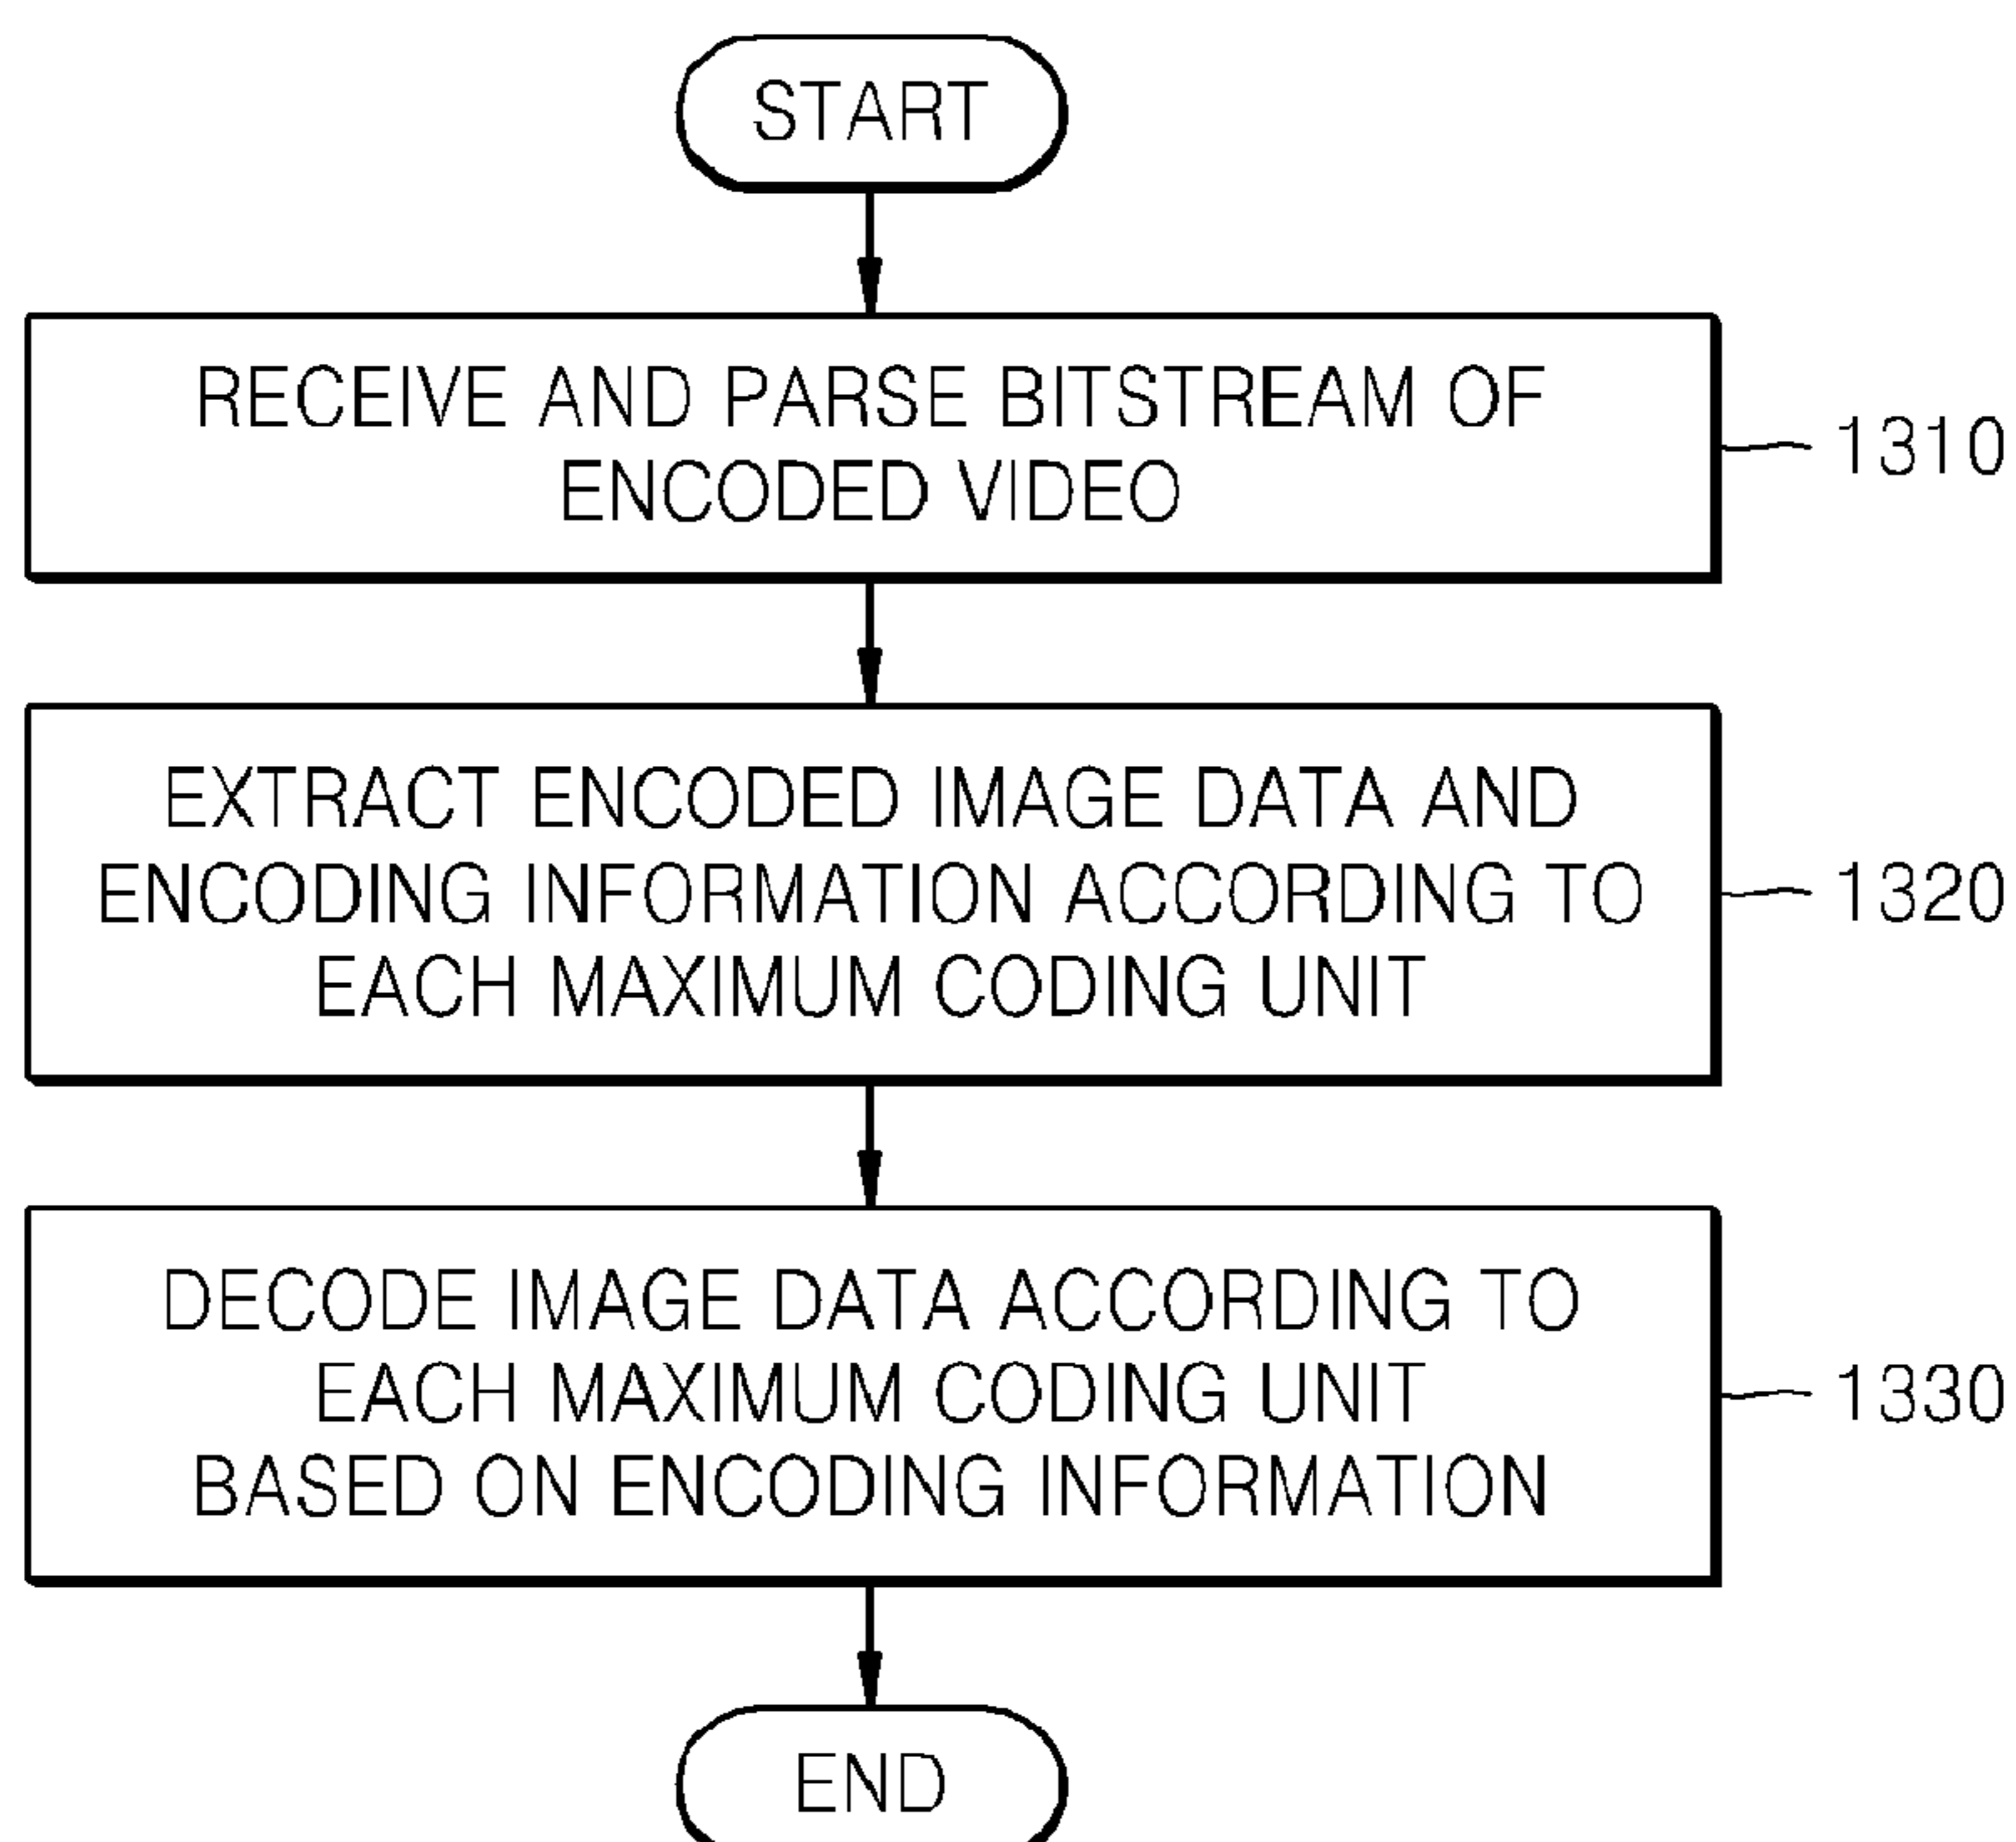 START
RECEIVE AND PARSE BITSTREAM OF
ENCODED VIDEO
1310
EXTRACT ENCODED IMAGE DATA AND
ENCODING INFORMATION ACCORDING TO
EACH MAXIMUM CODING UNIT
1320
DECODE IMAGE DATA ACCORDING TO
EACH MAXIMUM CODING UNIT
BASED ON ENCODING INFORMATION
1330
END